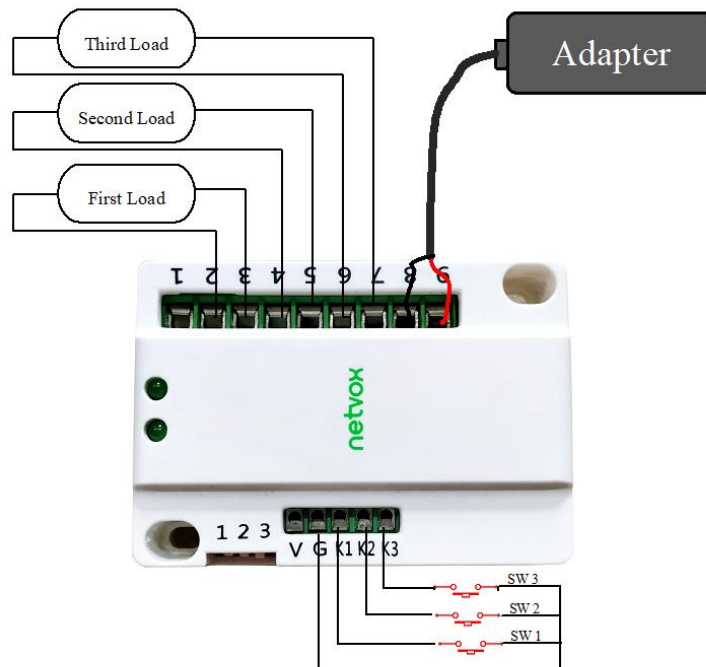 Third Load
Adapter
Second Load
First Load
1 2 3 4 5 6 7 8 9
netvox
1 2 3
V G K1 K2 K3
SW 3
SW 2
SW 1